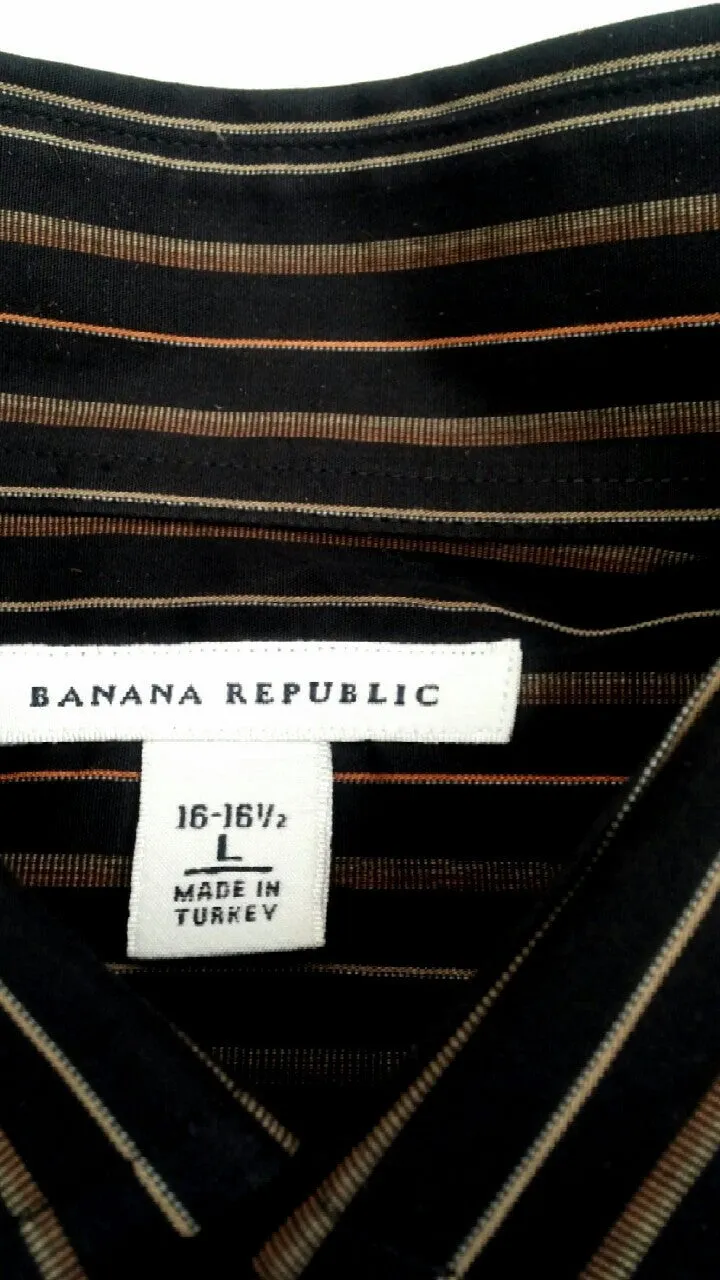 BANANA REPUBLIC
16-16½
L
MADE IN
TURKEY